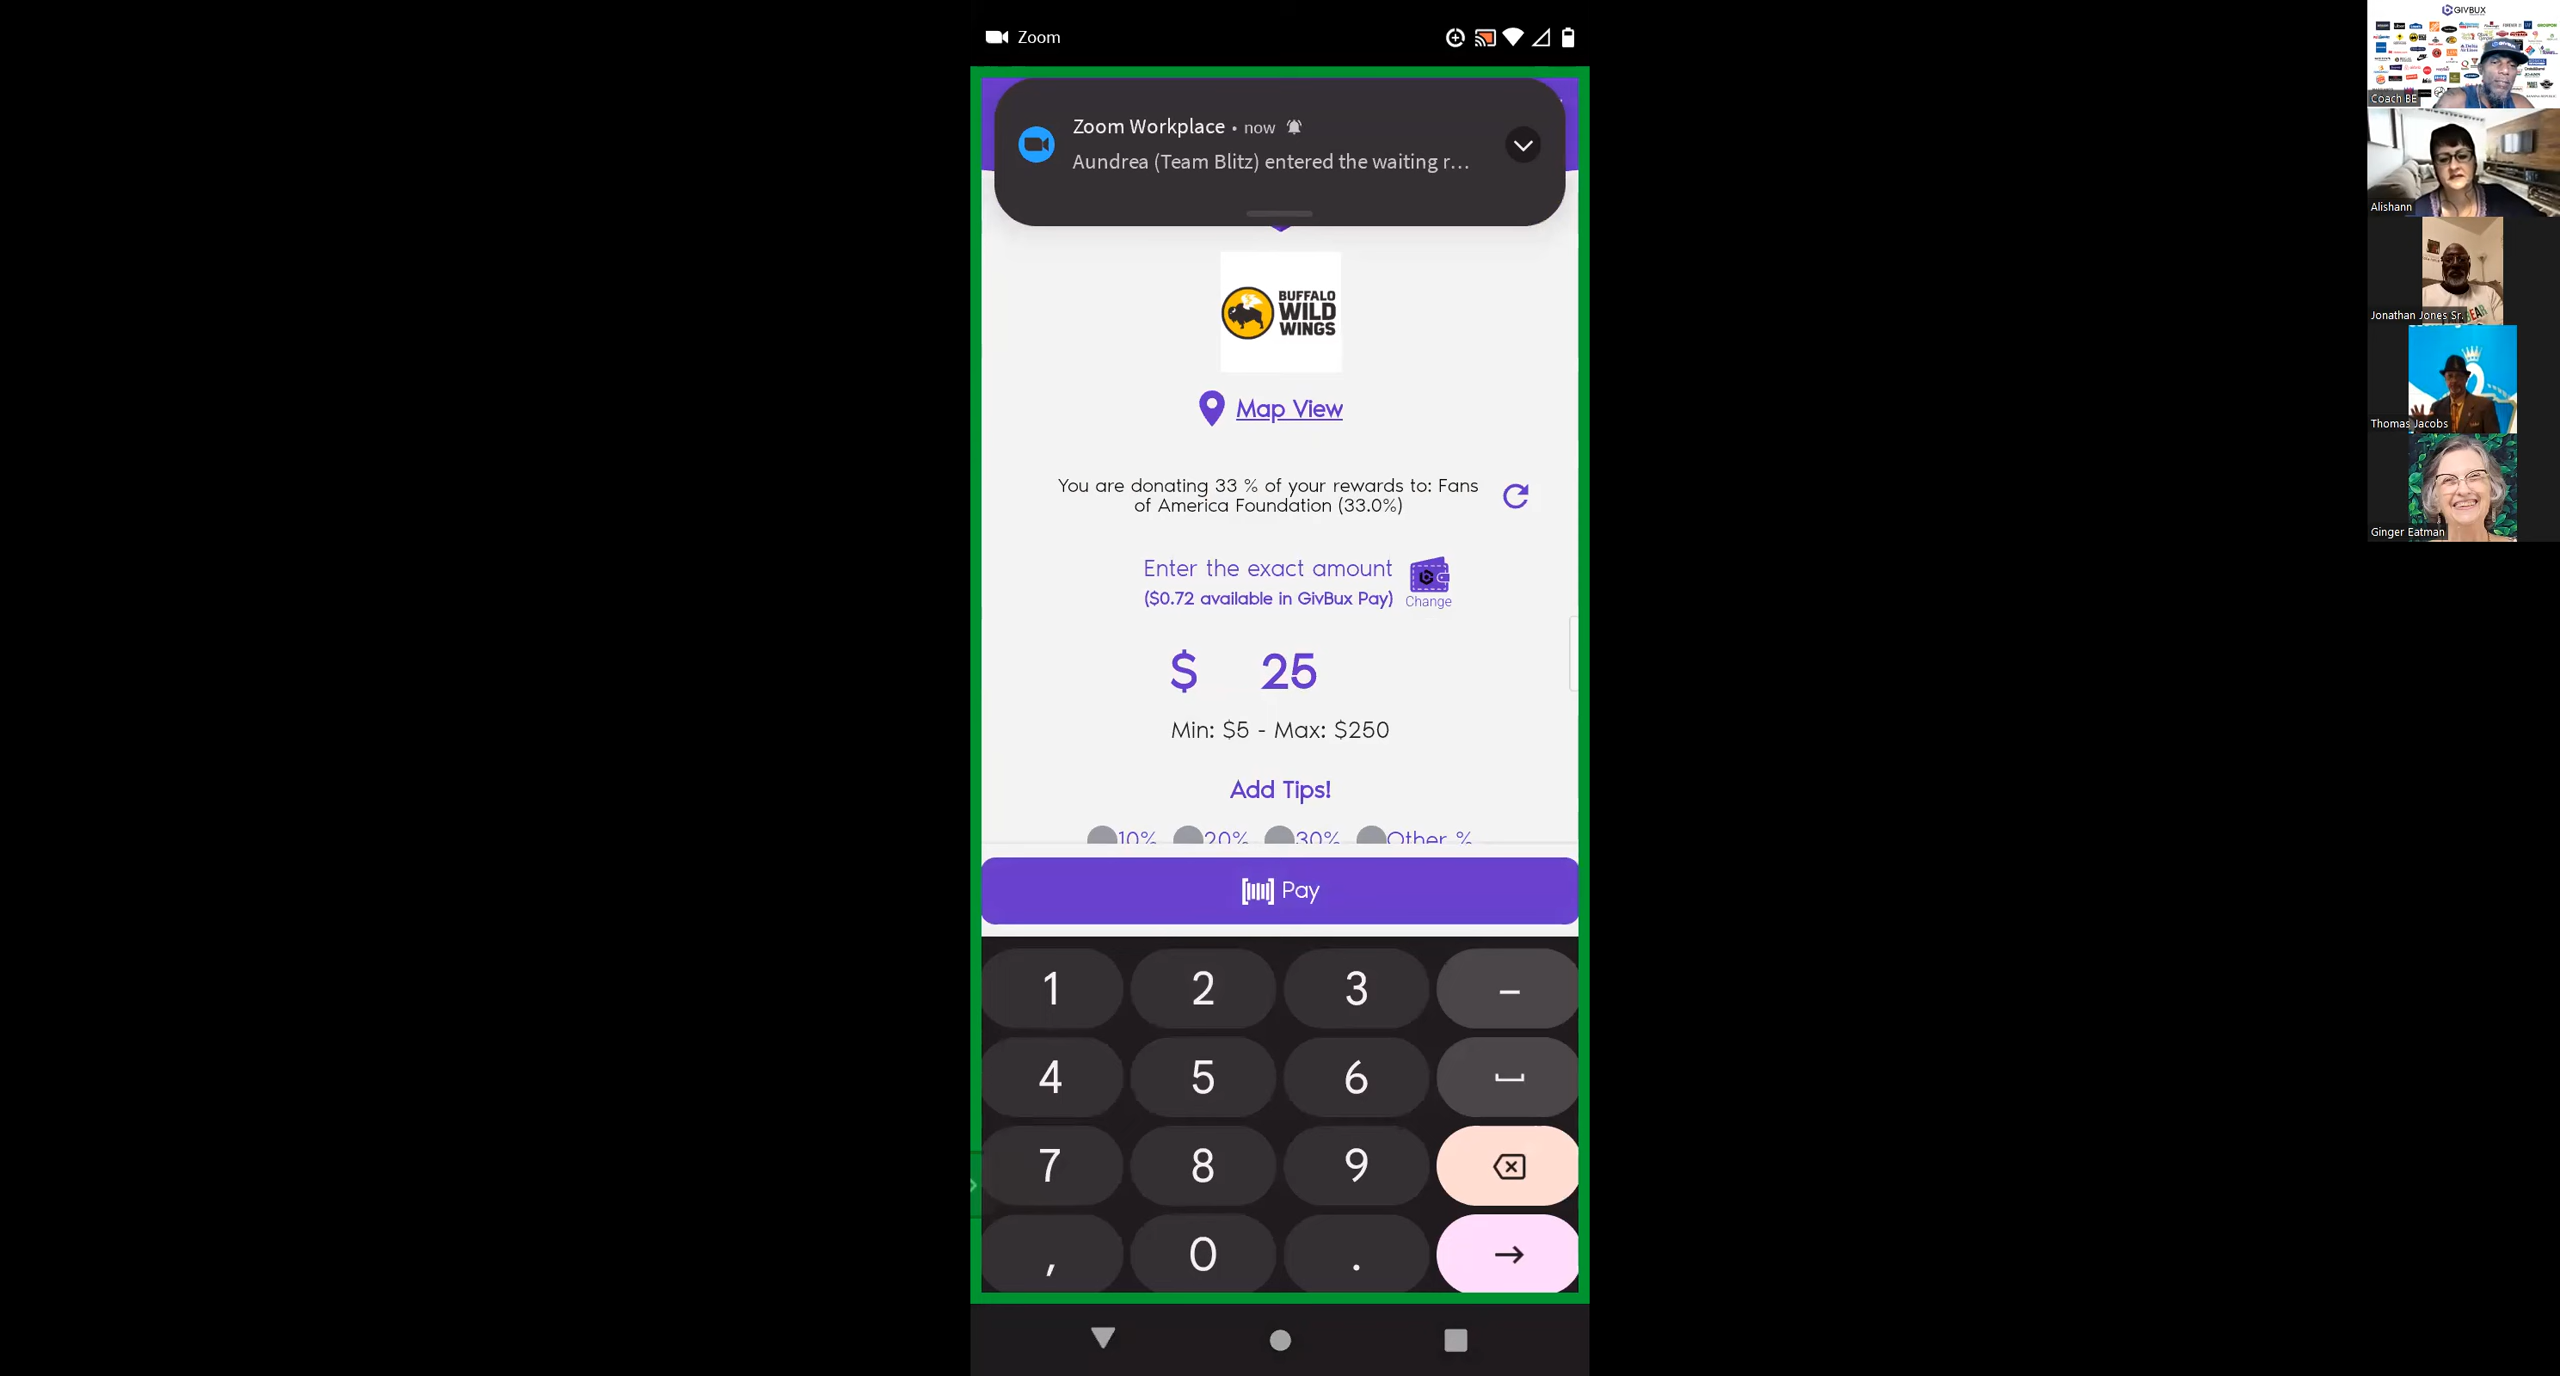 Zoom
Zoom Workplace • now
Aundrea (Team Blitz) entered the waiting r...
BUFFALO
WILD
WINGS
Map View
You are donating 33 % of your rewards to: Fans
of America Foundation (33.0%)
Enter the exact amount
($0.72 available in GivBux Pay)
Change
$ 25
Min: $5 - Max: $250
Add Tips!
10% 20% 30% Other %
Pay
1 2 3 –
4 5 6
7 8 9
, 0 .
GIVBUX
Coach BE
Alishann
Jonathan Jones Sr.
Thomas Jacobs
Ginger Eatman